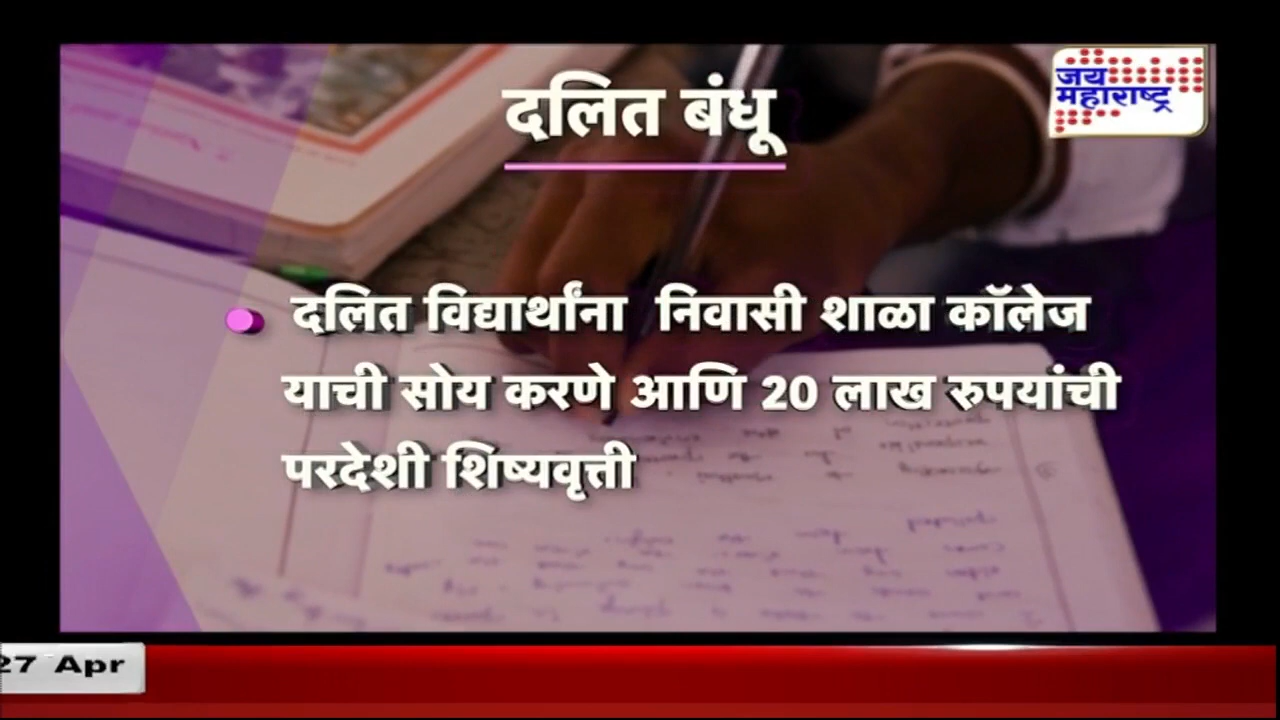 जय
महाराष्ट्र
दलित बंधू
दलित विद्यार्थांना निवासी शाळा कॉलेज
याची सोय करणे आणि 20 लाख रुपयांची
परदेशी शिष्यवृत्ती
27 Apr